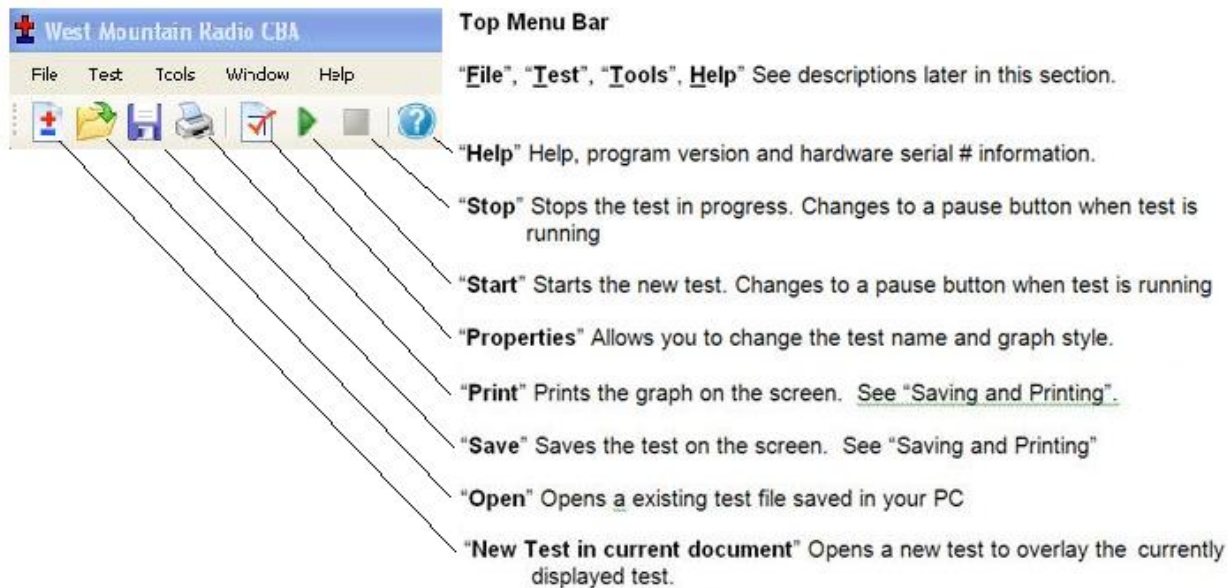 West Mountain Radio CBA
File Test Tools Window Help
Top Menu Bar
“File”, “Test”, “Tools”, Help” See descriptions later in this section.
“Help” Help, program version and hardware serial # information.
“Stop” Stops the test in progress. Changes to a pause button when test is
running
“Start” Starts the new test. Changes to a pause button when test is running
“Properties” Allows you to change the test name and graph style.
“Print” Prints the graph on the screen. See “Saving and Printing”.
“Save” Saves the test on the screen. See “Saving and Printing”
“Open” Opens a existing test file saved in your PC
“New Test in current document” Opens a new test to overlay the currently
displayed test.